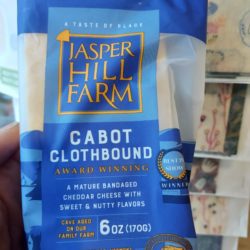 A TASTE OF PLACE
JASPER
HILL
FARM
CABOT
CLOTHBOUND
AWARD WINNING
A MATURE BANDAGED
CHEDDAR CHEESE WITH
SWEET & NUTTY FLAVORS
CAVE AGED
ON OUR
FAMILY FARM
6OZ (170G)
BEST IN
SHOW
WINNER